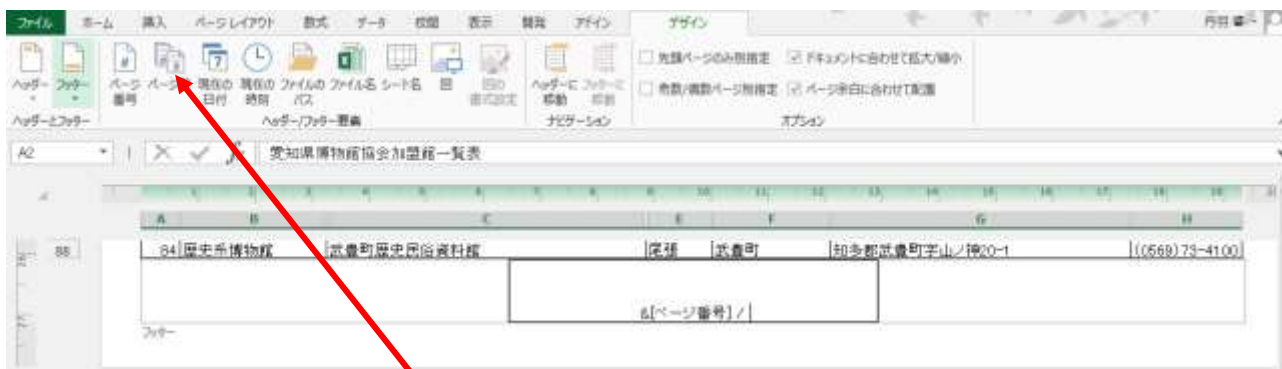 ファイル ホーム 挿入 ページレイアウト 数式 データ 校閲 表示 開発 アドイン デザイン
ヘッダー フッター ページ番号 現在の日付 現在の時刻 ファイルのパス ファイル名 シート名 図 図の書式設定 ヘッダーに移動 フッターに移動
先頭ページのみ別指定 ドキュメントに合わせて拡大/縮小
奇数/偶数ページ別指定 ページ余白に合わせて配置
ヘッダーとフッター ヘッダー/フッター要素 ナビゲーション オプション
A2 愛知県博物館協会加盟館一覧表
A B C E F G H
88 84 歴史系博物館 武豊町歴史民俗資料館 尾張 武豊町 知多郡武豊町字山ノ神20-1 (0569)73-4100
&[ページ番号]/
フッター